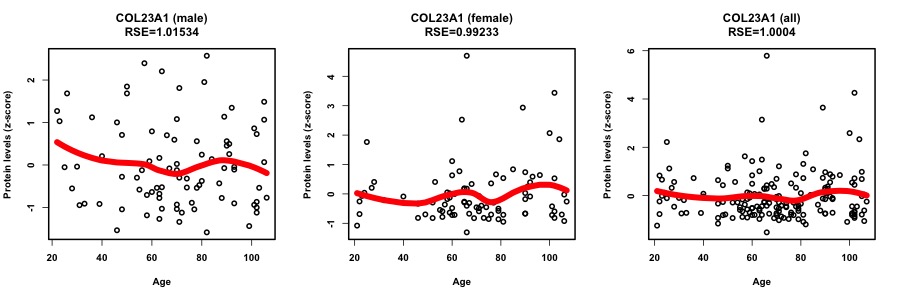 COL23A1 (male)
RSE=1.01534
Protein levels (z-score)
2
1
0
-1
20 40 60 80 100
Age
COL23A1 (female)
RSE=0.99233
Protein levels (z-score)
4
3
2
1
0
-1
20 40 60 80 100
Age
COL23A1 (all)
RSE=1.0004
Protein levels (z-score)
6
4
2
0
20 40 60 80 100
Age